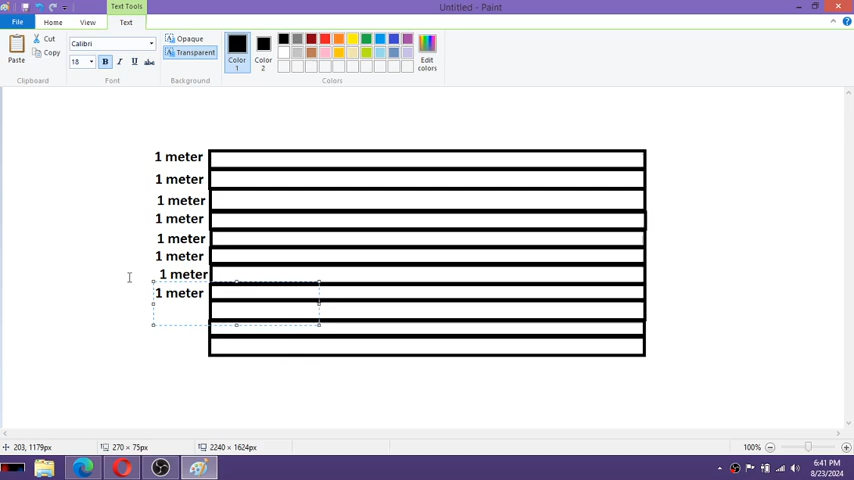 Text Tools
Untitled - Paint
File
Home
View
Text
Paste
Cut
Copy
Clipboard
Calibri
18
B I U abc
Font
Opaque
Transparent
Background
Color 1
Color 2
Edit colors
Colors
1 meter
1 meter
1 meter
1 meter
1 meter
1 meter
1 meter
1 meter
203, 1179px
270 × 75px
2240 × 1624px
100%
6:41 PM
8/23/2024